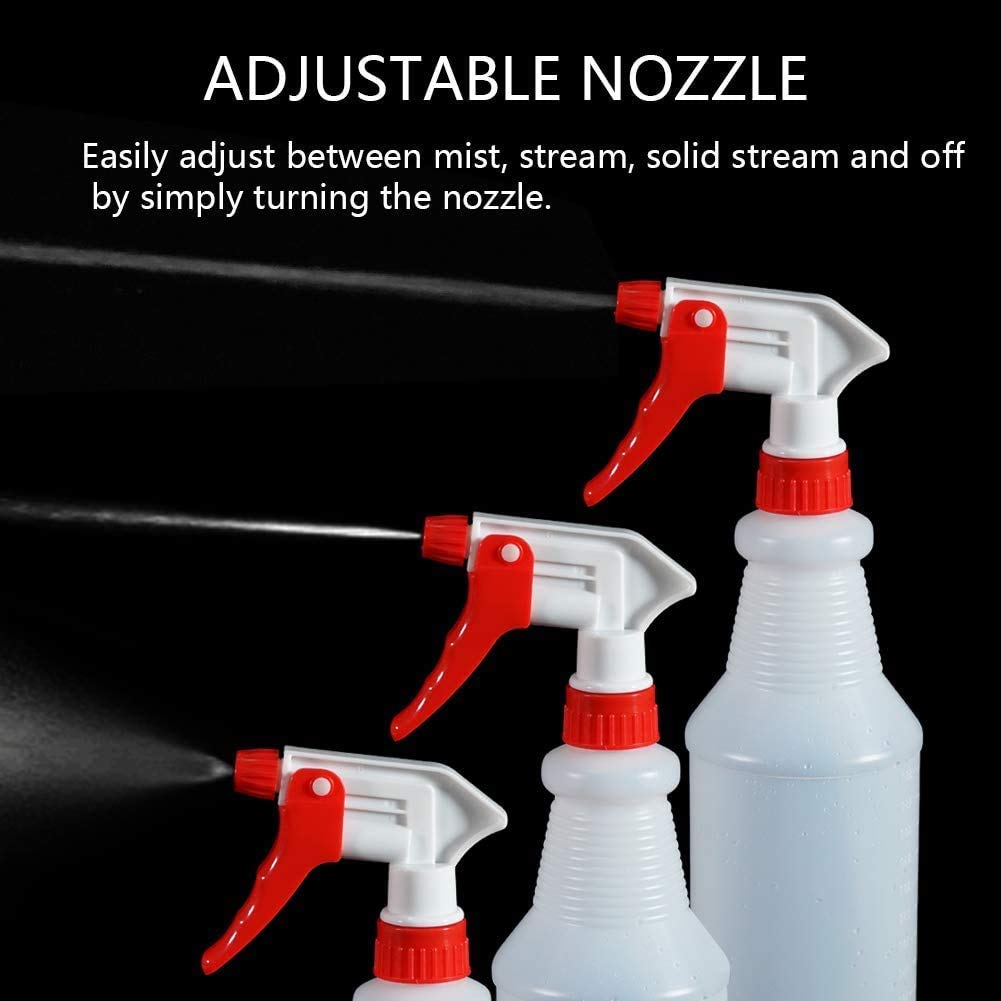 ADJUSTABLE NOZZLE
Easily adjust between mist, stream, solid stream and off
by simply turning the nozzle.